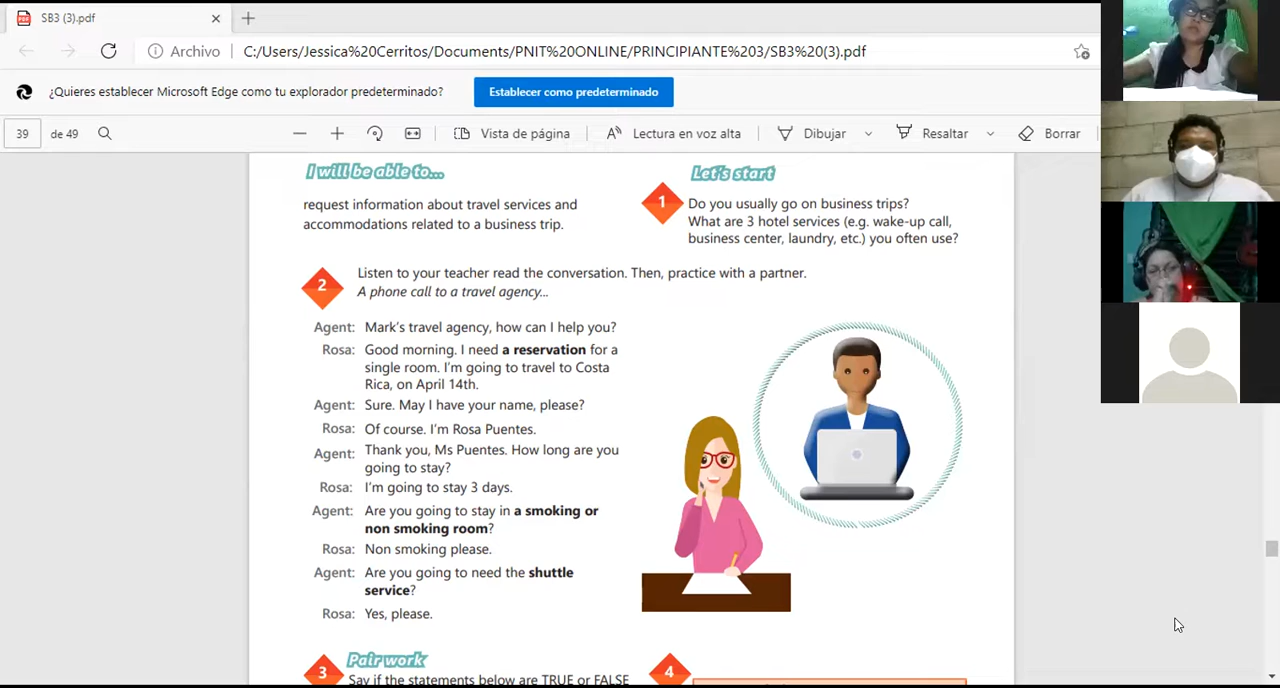 SB3 (3).pdf
Archivo
C:/Users/Jessica%20Cerritos/Documents/PNIT%20ONLINE/PRINCIPIANTE%203/SB3%20(3).pdf
¿Quieres establecer Microsoft Edge como tu explorador predeterminado?
Establecer como predeterminado
39
de 49
Vista de página
Lectura en voz alta
Dibujar
Resaltar
Borrar
I will be able to...
request information about travel services and
accommodations related to a business trip.
Let's start
1
Do you usually go on business trips?
What are 3 hotel services (e.g. wake-up call,
business center, laundry, etc.) you often use?
2
Listen to your teacher read the conversation. Then, practice with a partner.
A phone call to a travel agency...
Agent: Mark's travel agency, how can I help you?
Rosa: Good morning. I need a reservation for a
single room. I'm going to travel to Costa
Rica, on April 14th.
Agent: Sure. May I have your name, please?
Rosa: Of course. I'm Rosa Puentes.
Agent: Thank you, Ms Puentes. How long are you
going to stay?
Rosa: I'm going to stay 3 days.
Agent: Are you going to stay in a smoking or
non smoking room?
Rosa: Non smoking please.
Agent: Are you going to need the shuttle
service?
Rosa: Yes, please.
3
Pair work
Say if the statements below are TRUE or FALSE
4